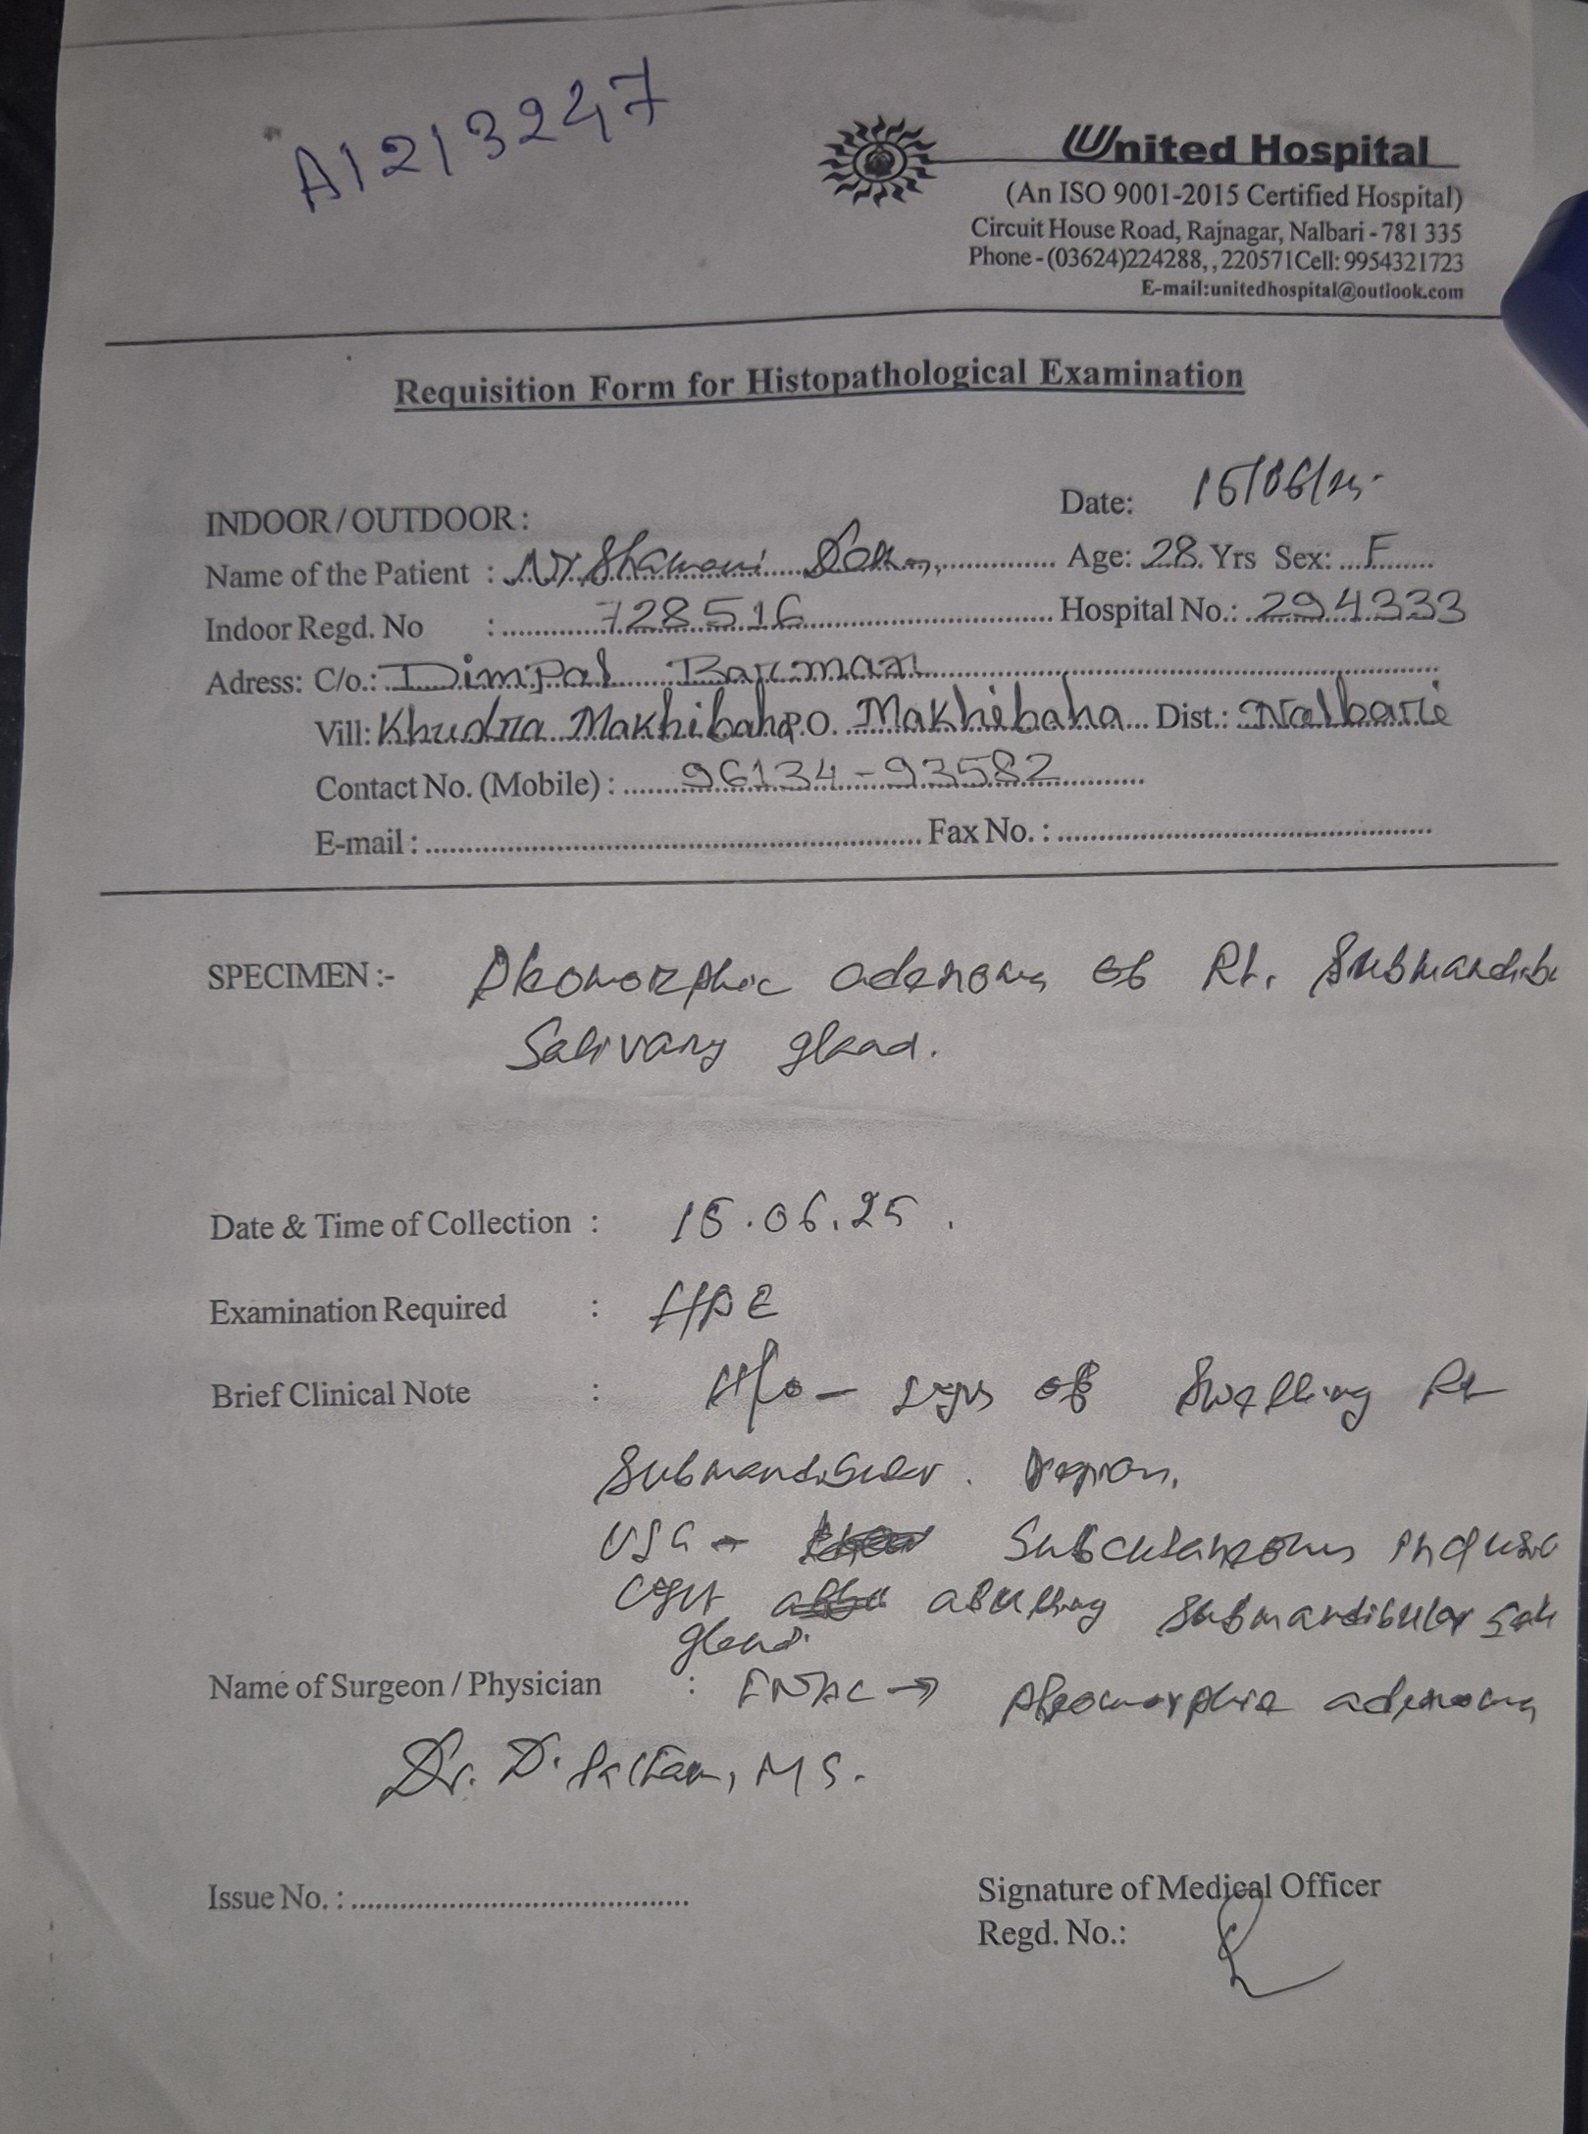 A1213247
United Hospital
(An ISO 9001-2015 Certified Hospital)
Circuit House Road, Rajnagar, Nalbari - 781 335
Phone - (03624)224288, , 220571Cell: 9954321723
E-mail:unitedhospital@outlook.com
Requisition Form for Histopathological Examination
Date:
INDOOR / OUTDOOR :
Name of the Patient : Age: 28 Yrs Sex: F
Indoor Regd. No : 728516 Hospital No.: 294333
Adress: C/o.: Dimpal Barman
Vill: Khudra Makhibaha P.O. Makhibaha Dist.: Nalbari
Contact No. (Mobile) : 96134-93582
E-mail : Fax No. :
SPECIMEN :- Pleomorphic adenoma of Rt. Submandibu
Salivary gland.
Date & Time of Collection : 15.06.25.
Examination Required : HPE
Brief Clinical Note : H/o - 2 yrs of Swelling Rt
Submandibular region.
USG - Subcutaneous
abutting submandibular
gland.
Name of Surgeon / Physician : FNAC → pleomorphic adenoma
Dr. D. MS.
Issue No. :
Signature of Medical Officer
Regd. No.: